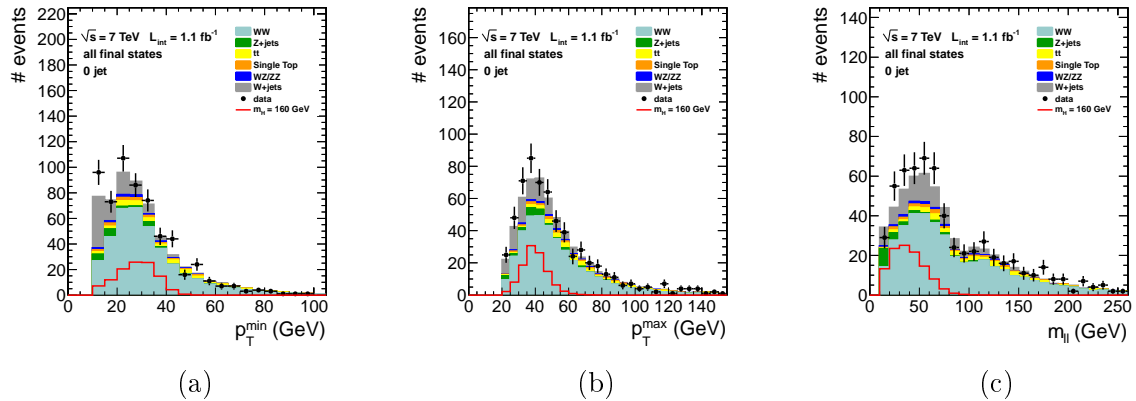 # events
220
200
180
160
140
120
100
80
60
40
20
0
√s = 7 TeV L_int = 1.1 fb⁻¹
all final states
0 jet
WW
Z+jets
tt
Single Top
WZ/ZZ
W+jets
data
m_H = 160 GeV
0 20 40 60 80 100
p_T^min (GeV)
(a)
# events
160
140
120
100
80
60
40
20
0
√s = 7 TeV L_int = 1.1 fb⁻¹
all final states
0 jet
WW
Z+jets
tt
Single Top
WZ/ZZ
W+jets
data
m_H = 160 GeV
0 20 40 60 80 100 120 140
p_T^max (GeV)
(b)
# events
140
120
100
80
60
40
20
0
√s = 7 TeV L_int = 1.1 fb⁻¹
all final states
0 jet
WW
Z+jets
tt
Single Top
WZ/ZZ
W+jets
data
m_H = 160 GeV
0 50 100 150 200 250
m_ll (GeV)
(c)